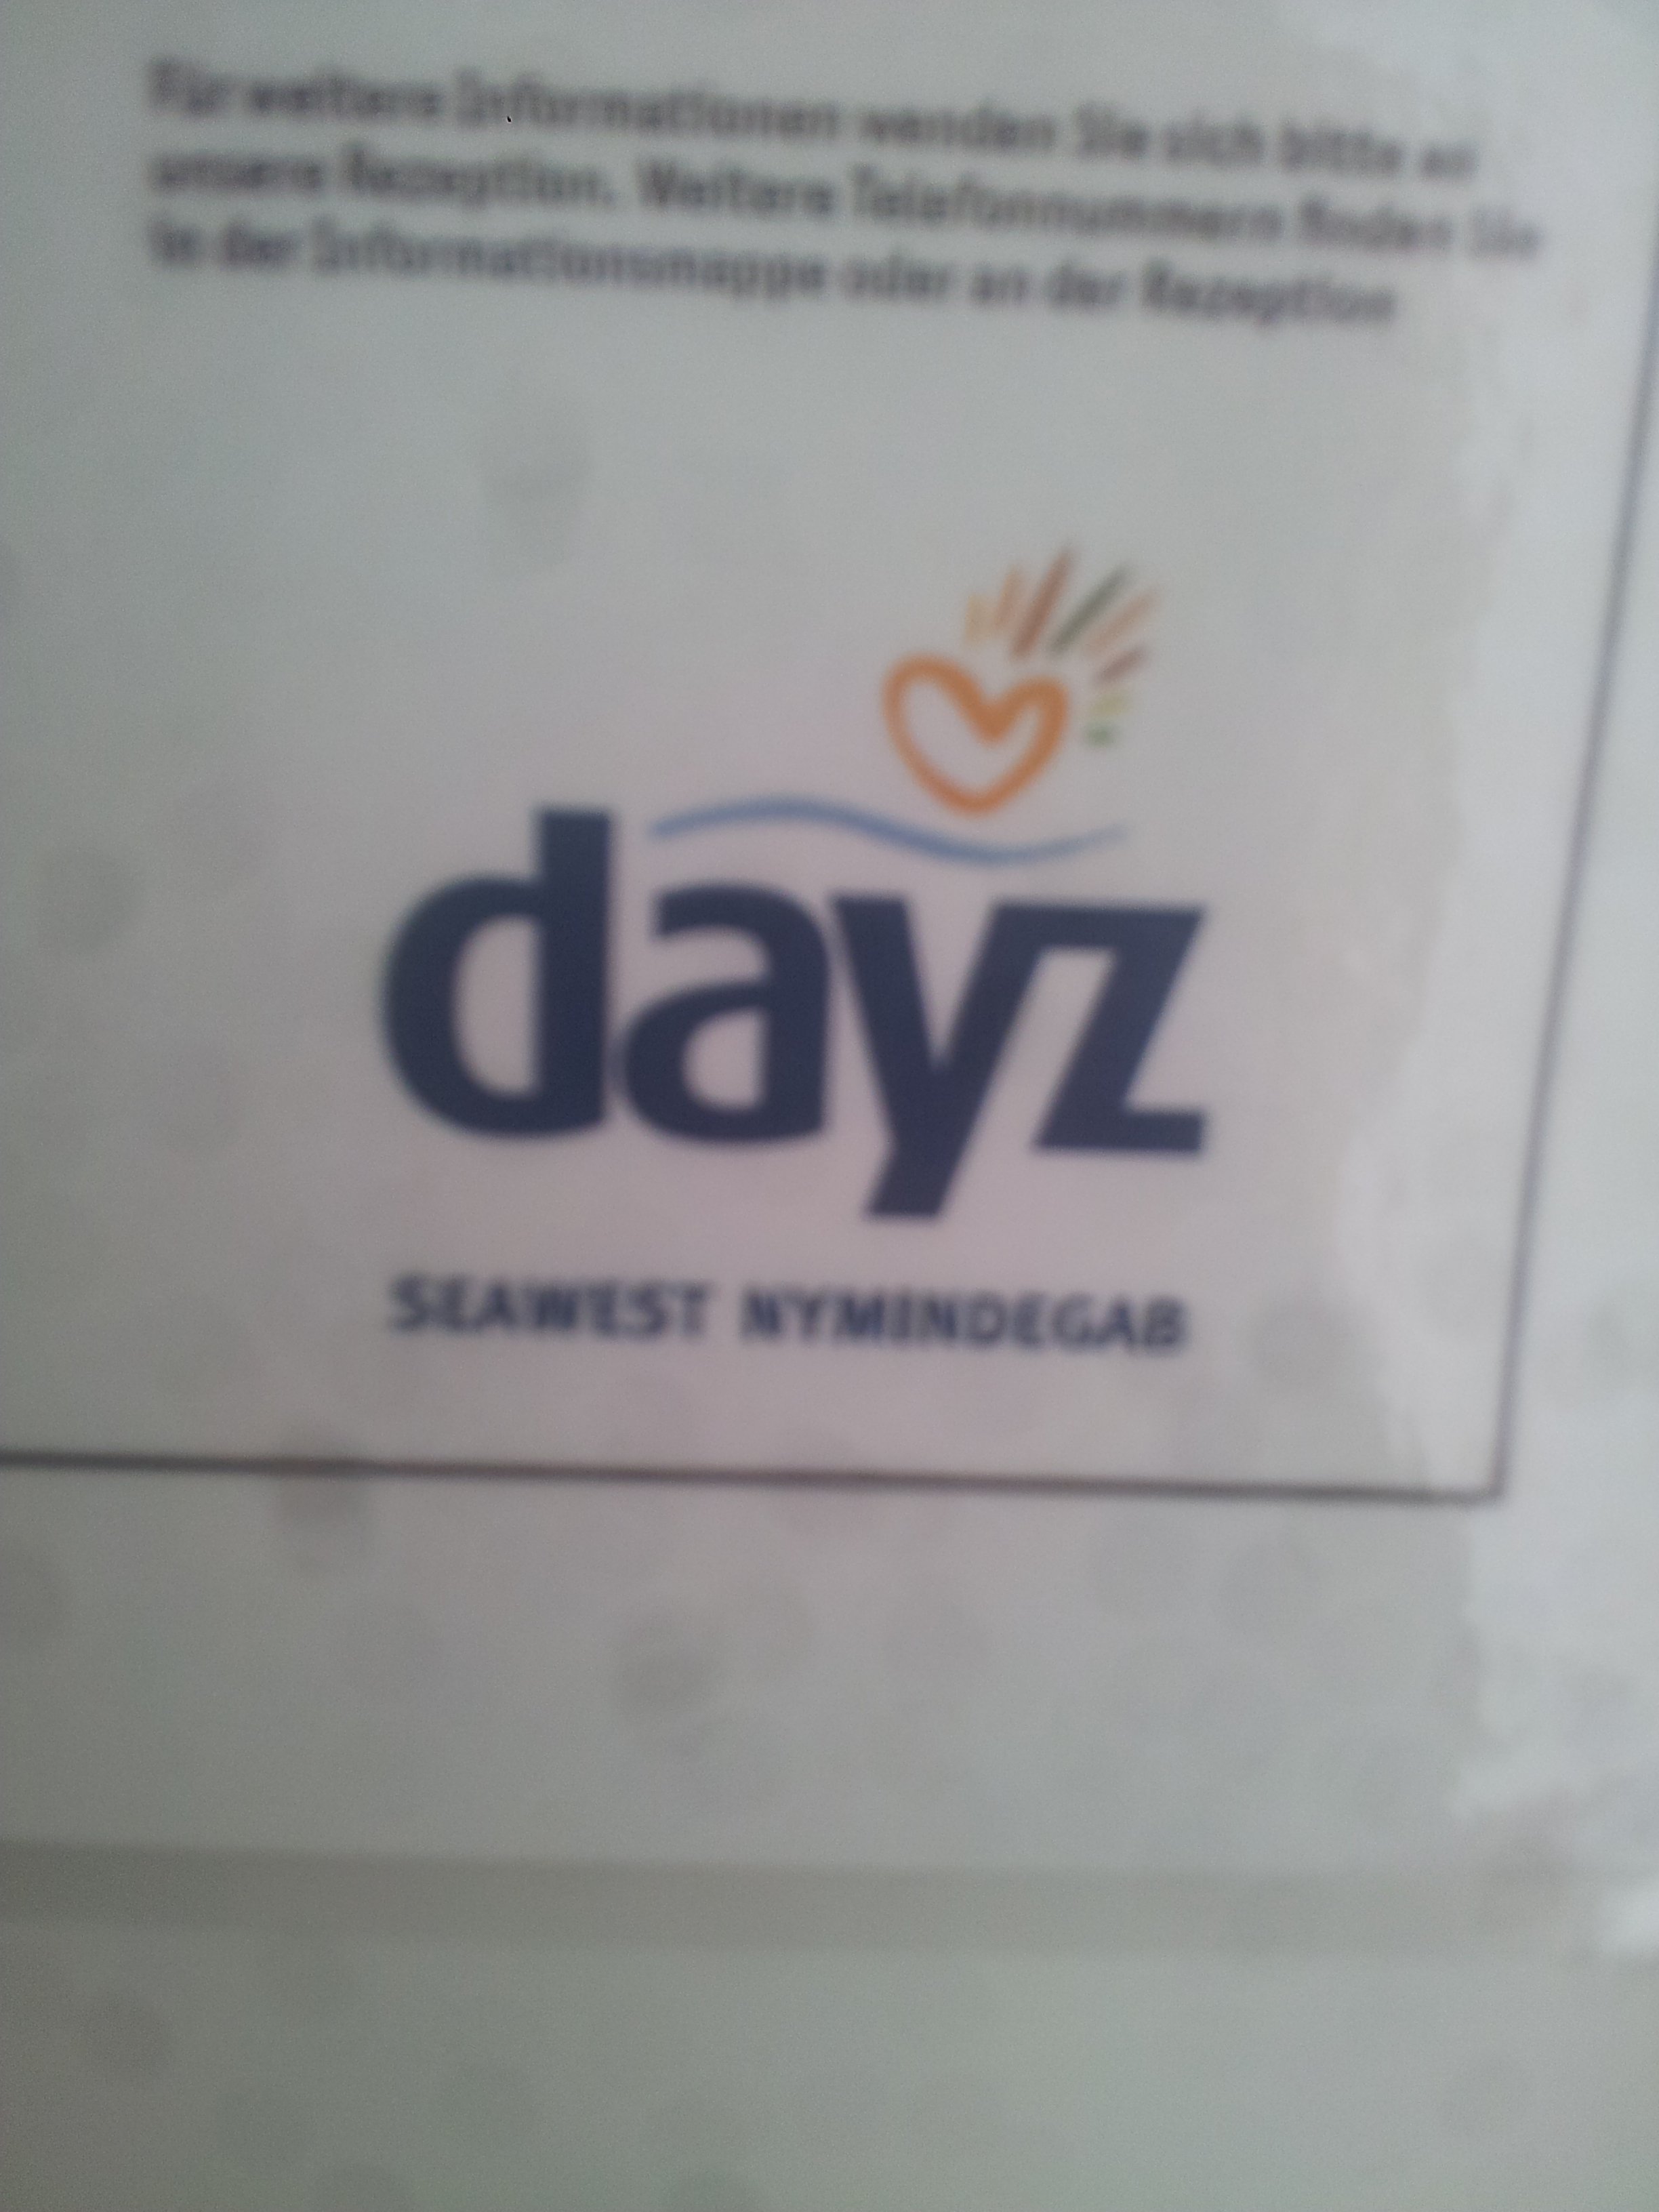 Für weitere Informationen wenden Sie sich bitte an
unsere Rezeption. Weitere Telefonnummern finden Sie
in der Informationsmappe oder an der Rezeption
dayz
SEAWEST NYMINDEGAB